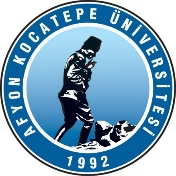 AFYON KOCATEPE ÜNİVERSİTESİ
1992